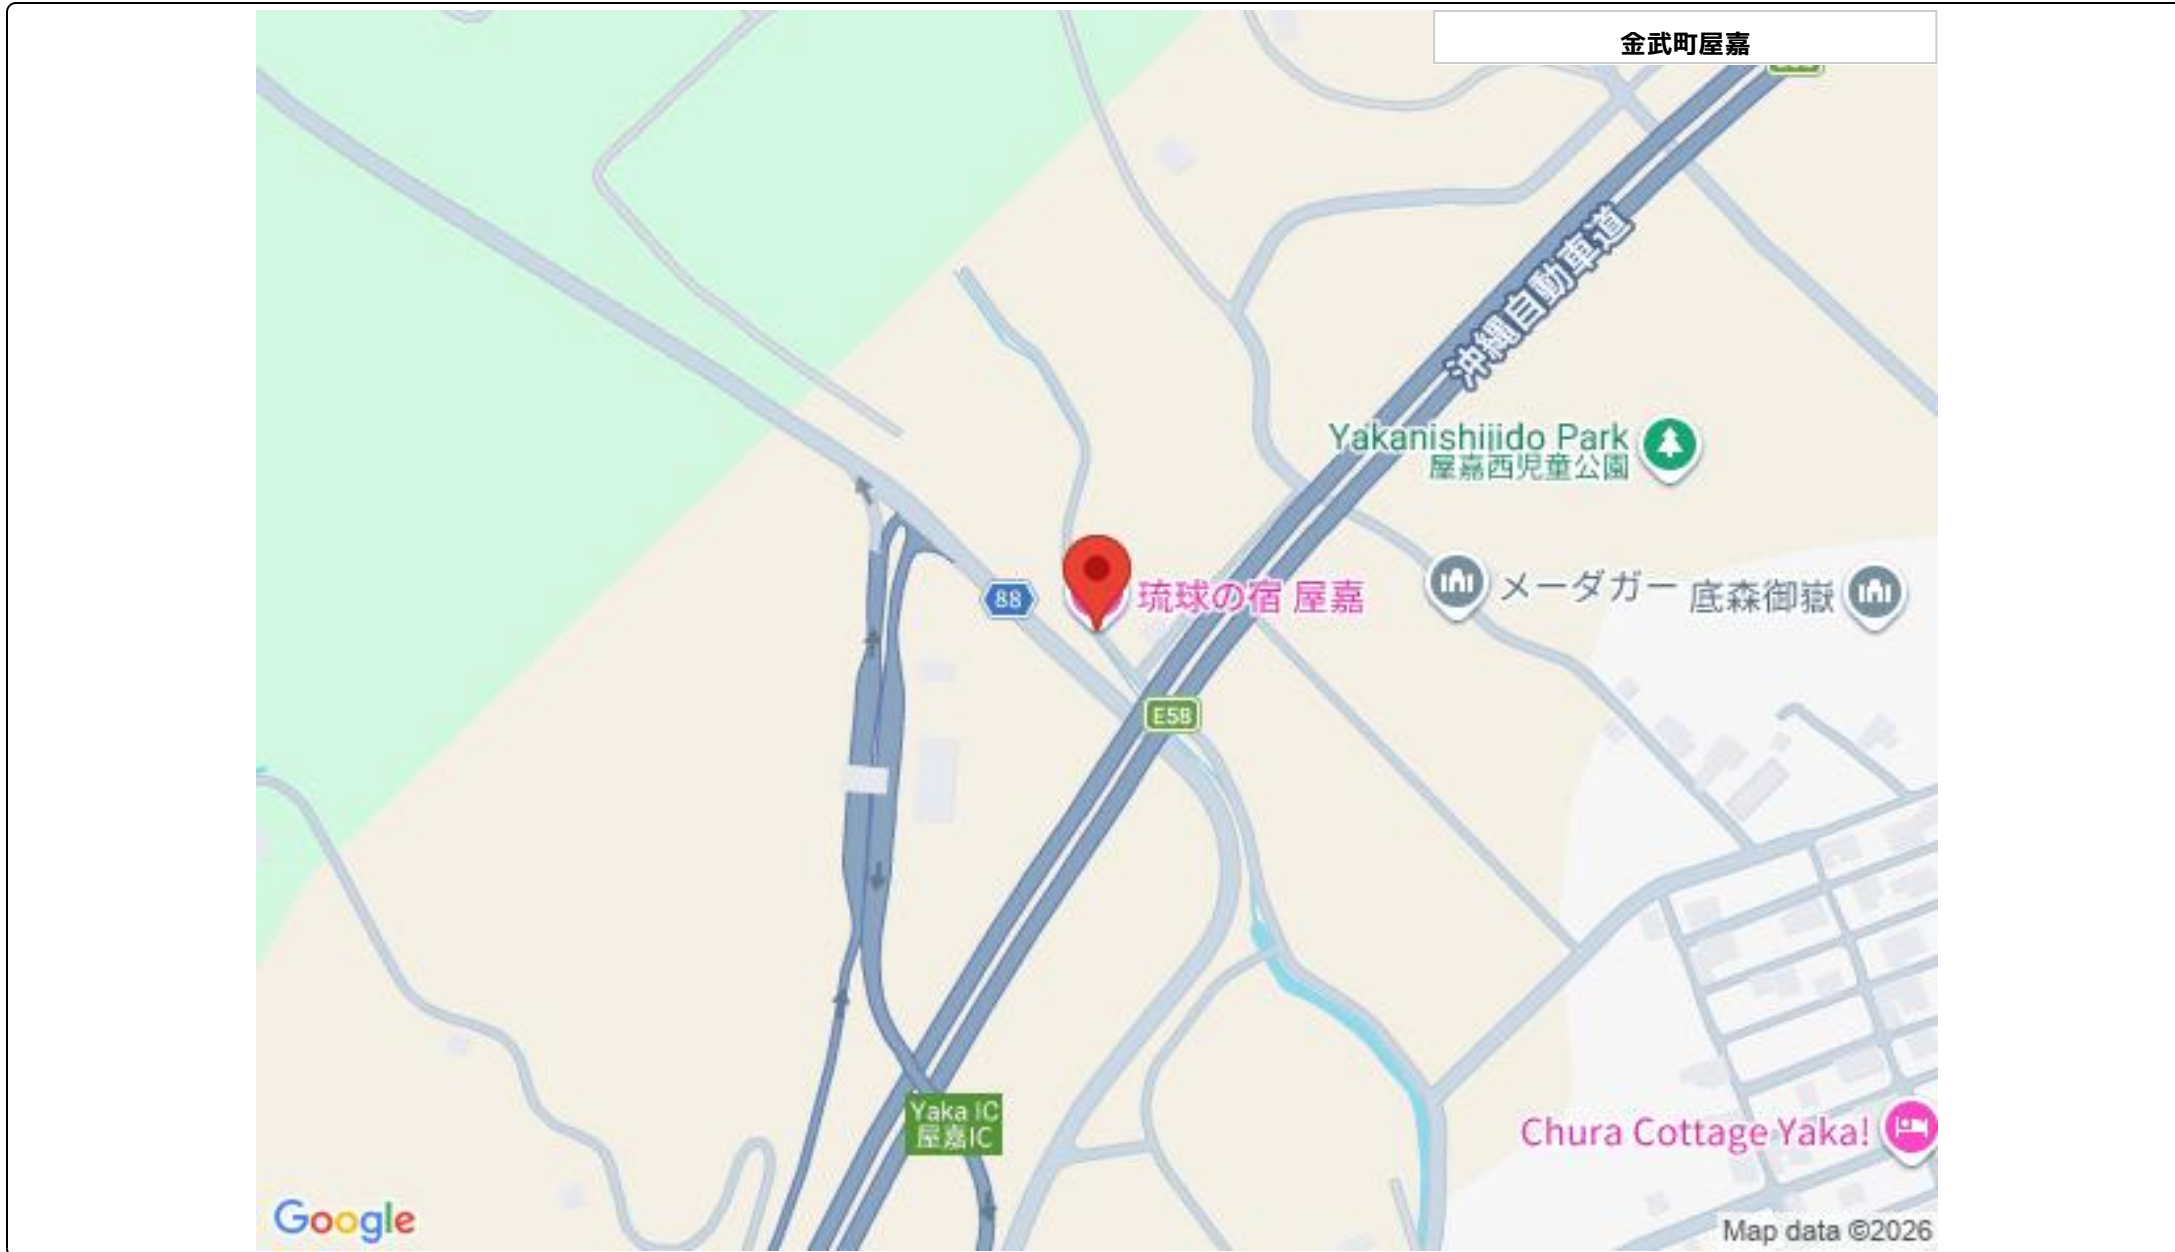 金武町屋嘉
沖縄自動車道
Yakanishijido Park
屋嘉西児童公園
88
琉球の宿 屋嘉
メーダガー
底森御嶽
E58
Yaka IC
屋嘉IC
Chura Cottage Yaka!
Google
Map data ©2026